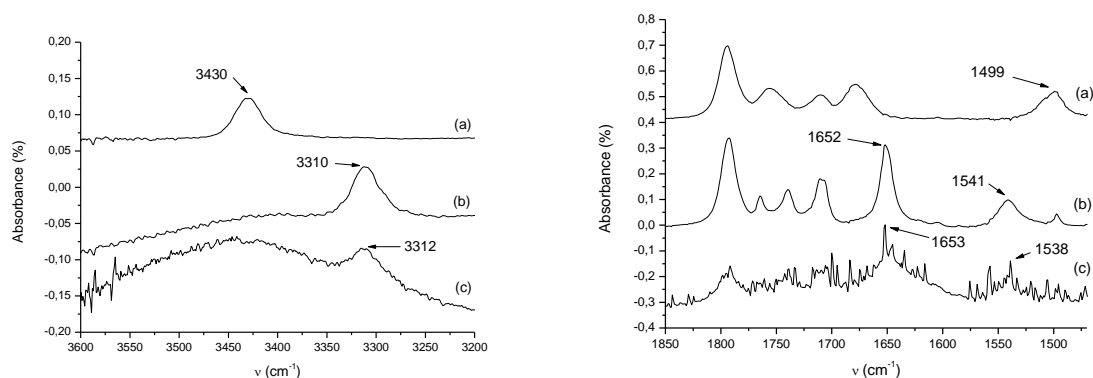 0,20
0,15
0,10
0,05
0,00
-0,05
-0,10
-0,15
-0,20
Absorbance (%)
3430
(a)
3310
(b)
3312
(c)
3600 3550 3500 3450 3400 3350 3300 3250 3200
ν (cm-1)
0,8
0,7
0,6
0,5
0,4
0,3
0,2
0,1
0,0
-0,1
-0,2
-0,3
-0,4
Absorbance (%)
1499
(a)
1652
1541
(b)
1653
1538
(c)
1850 1800 1750 1700 1650 1600 1550 1500
ν (cm-1)